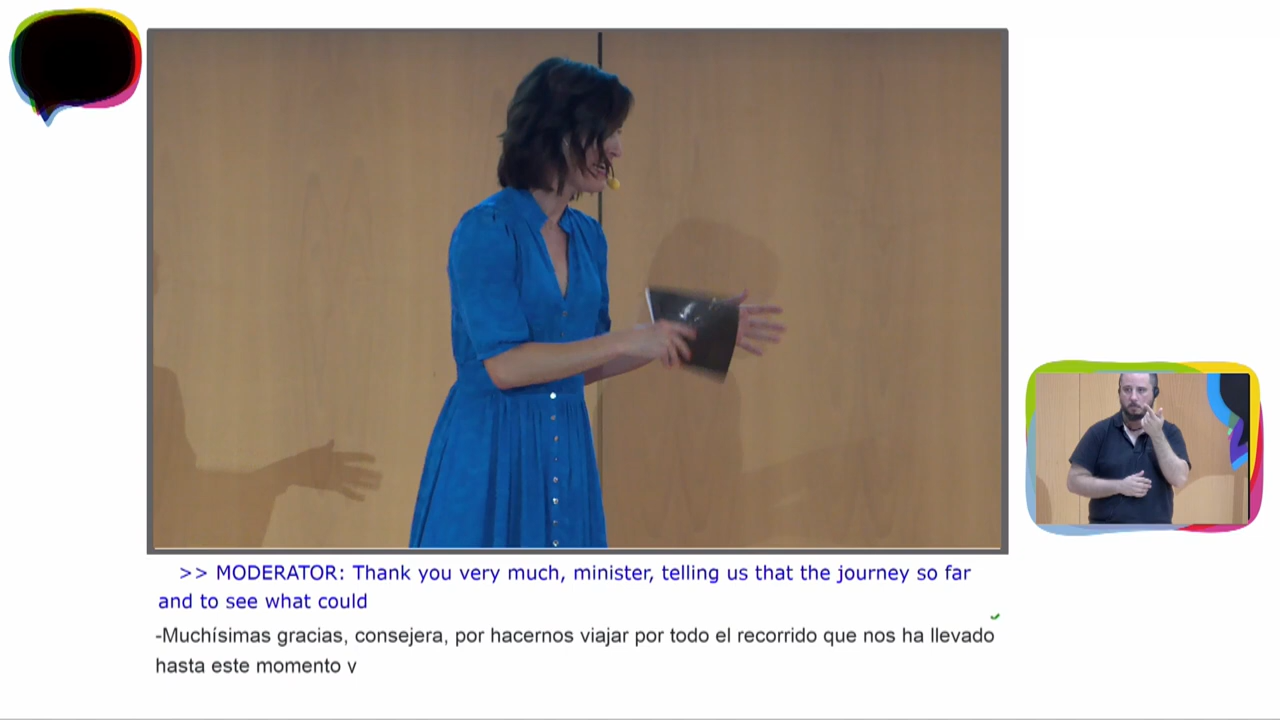 >> MODERATOR: Thank you very much, minister, telling us that the journey so far
and to see what could
-Muchísimas gracias, consejera, por hacernos viajar por todo el recorrido que nos ha llevado
hasta este momento y